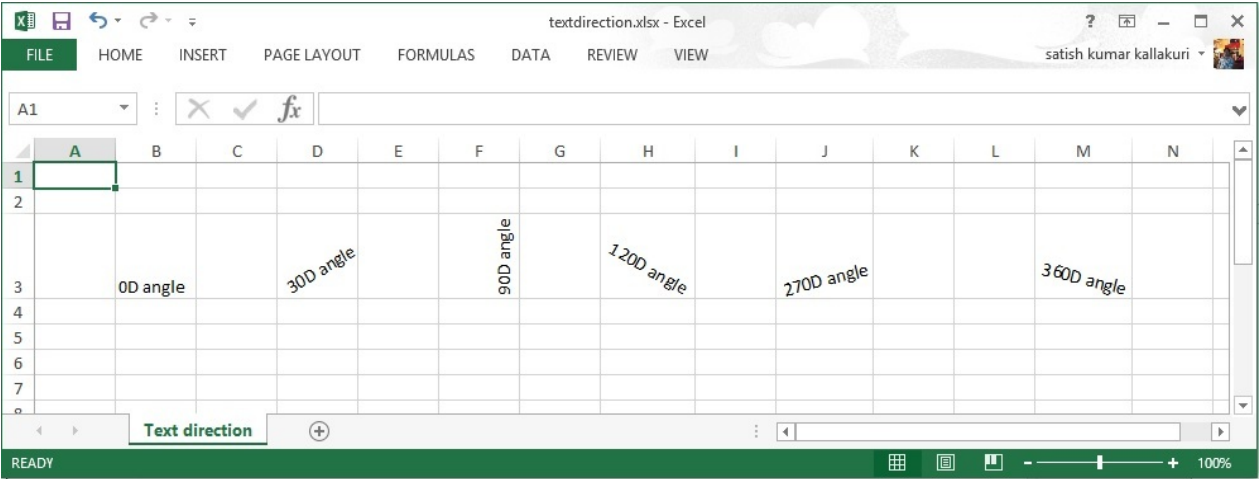 textdirection.xlsx - Excel
?
FILE HOME INSERT PAGE LAYOUT FORMULAS DATA REVIEW VIEW satish kumar kallakuri
A1 fx
A B C D E F G H I J K L M N
1
2
3 0D angle 30D angle 90D angle 120D angle 270D angle 360D angle
4
5
6
7
8
Text direction
READY 100%